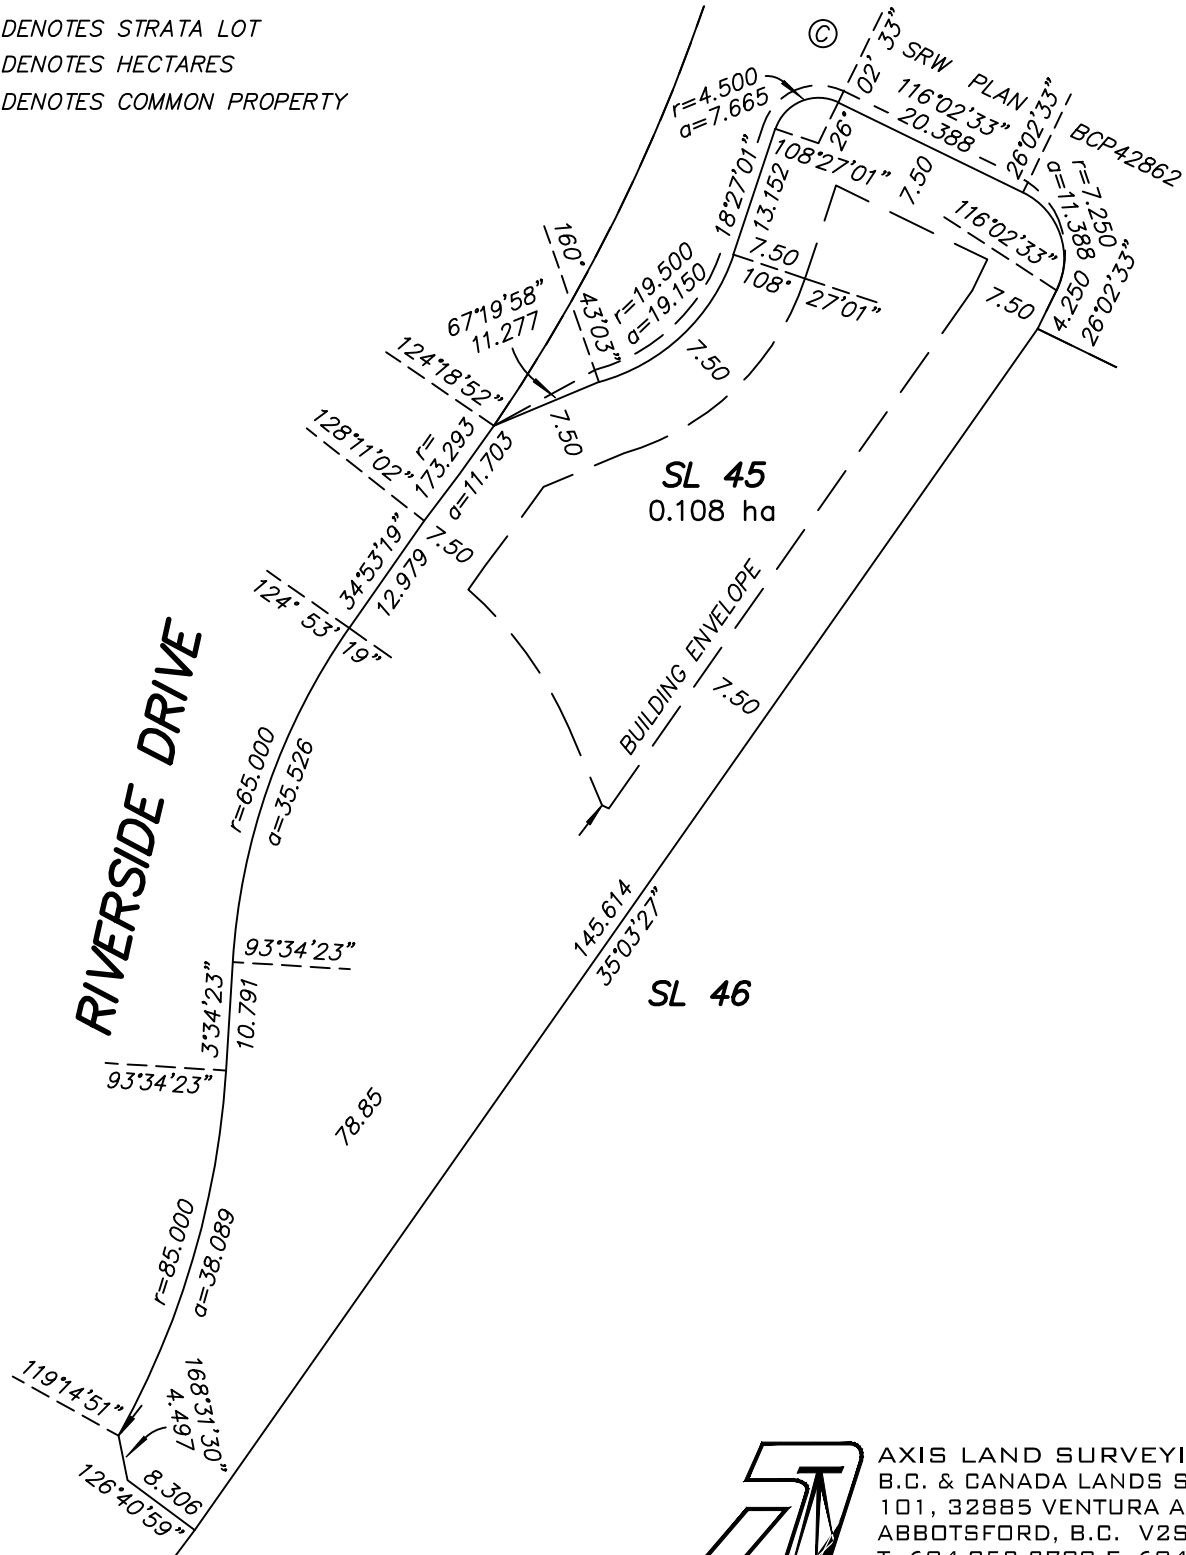 DENOTES STRATA LOT
DENOTES HECTARES
DENOTES COMMON PROPERTY
©
26° 02' 33"
SRW PLAN BCP42862
116°02'33"
20.388
26°02'33"
r=4.500
a=7.665
108°27'01"
7.50
r=7.250
a=11.388
18°27'01"
13.152
116°02'33"
7.50
4.250
26°02'33"
7.50
108° 27'01"
160° 43'03"
r=19.500
a=19.150
7.50
67°19'58"
11.277
124°18'52"
7.50
128°11'02"
r=
173.293
a=11.703
SL 45
0.108 ha
7.50
34°53'19"
12.979
124° 53' 19"
BUILDING ENVELOPE
7.50
RIVERSIDE DRIVE
r=65.000
a=35.526
145.614
35°03'27"
SL 46
93°34'23"
3°34'23"
10.791
93°34'23"
78.85
r=85.000
a=38.089
119°14'51"
168°31'30"
4.497
8.306
126°40'59"
AXIS LAND SURVEYI
B.C. & CANADA LANDS S
101, 32885 VENTURA A
ABBOTSFORD, B.C. V2S